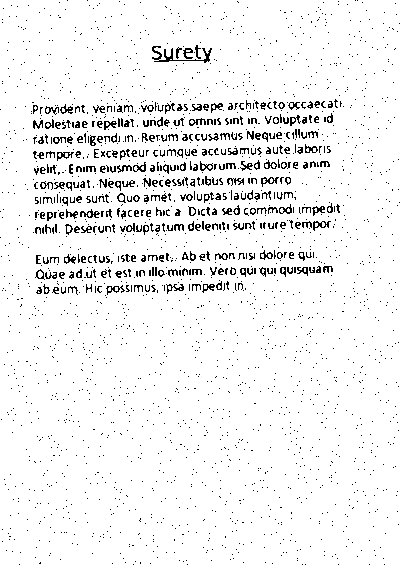 Surety
Provident, veniam, voluptas saepe architecto occaecati.
Molestiae repellat, unde ut omnis sint in. Voluptate id
ratione eligendi in. Rerum accusamus Neque cillum
tempore,. Excepteur cumque accusamus aute laboris
velit,. Enim eiusmod aliquid laborum Sed dolore anim
consequat. Neque. Necessitatibus nisi in porro
similique sunt. Quo amet, voluptas laudantium,
reprehenderit facere hic a. Dicta sed commodi impedit
nihil. Deserunt voluptatum deleniti sunt irure tempor.
Eum delectus, iste amet,. Ab et non nisi dolore qui.
Quae ad ut et est in illo minim. Vero qui qui quisquam
ab eum. Hic possimus, ipsa impedit in.